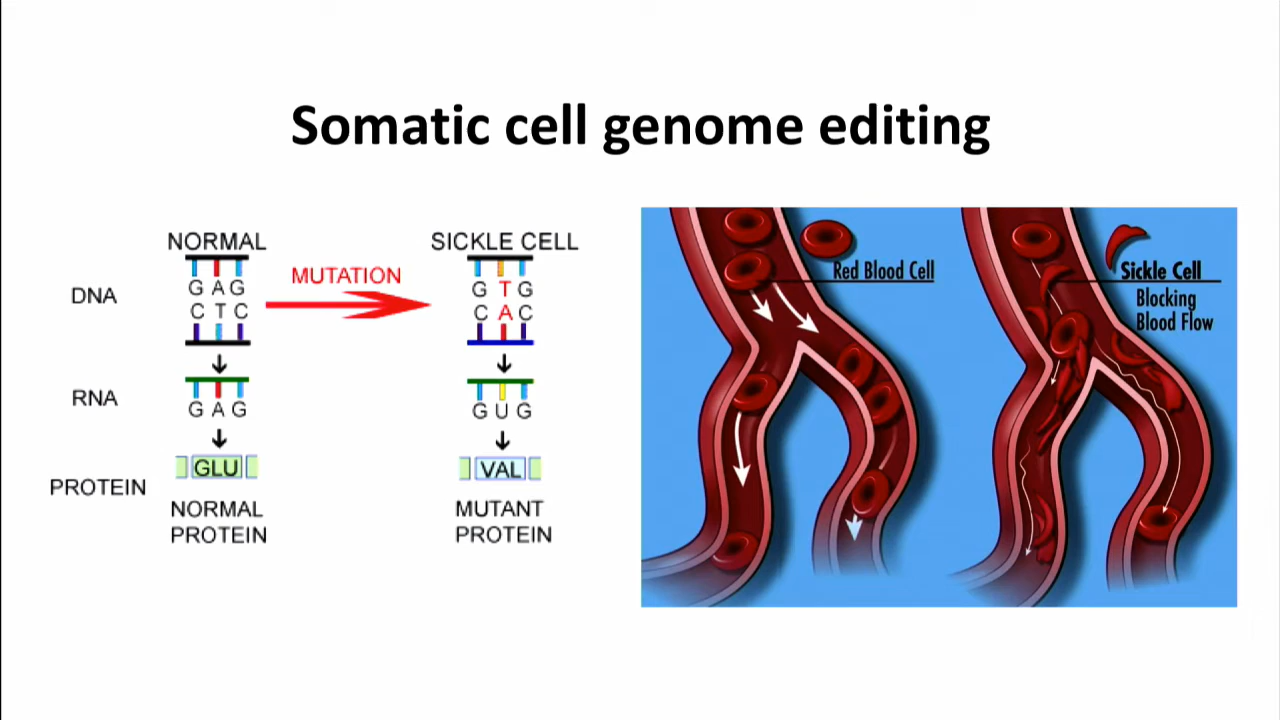 Somatic cell genome editing
NORMAL
SICKLE CELL
MUTATION
DNA
G A G
C T C
G T G
C A C
RNA
G A G
G U G
PROTEIN
GLU
VAL
NORMAL
PROTEIN
MUTANT
PROTEIN
Red Blood Cell
Sickle Cell
Blocking
Blood Flow